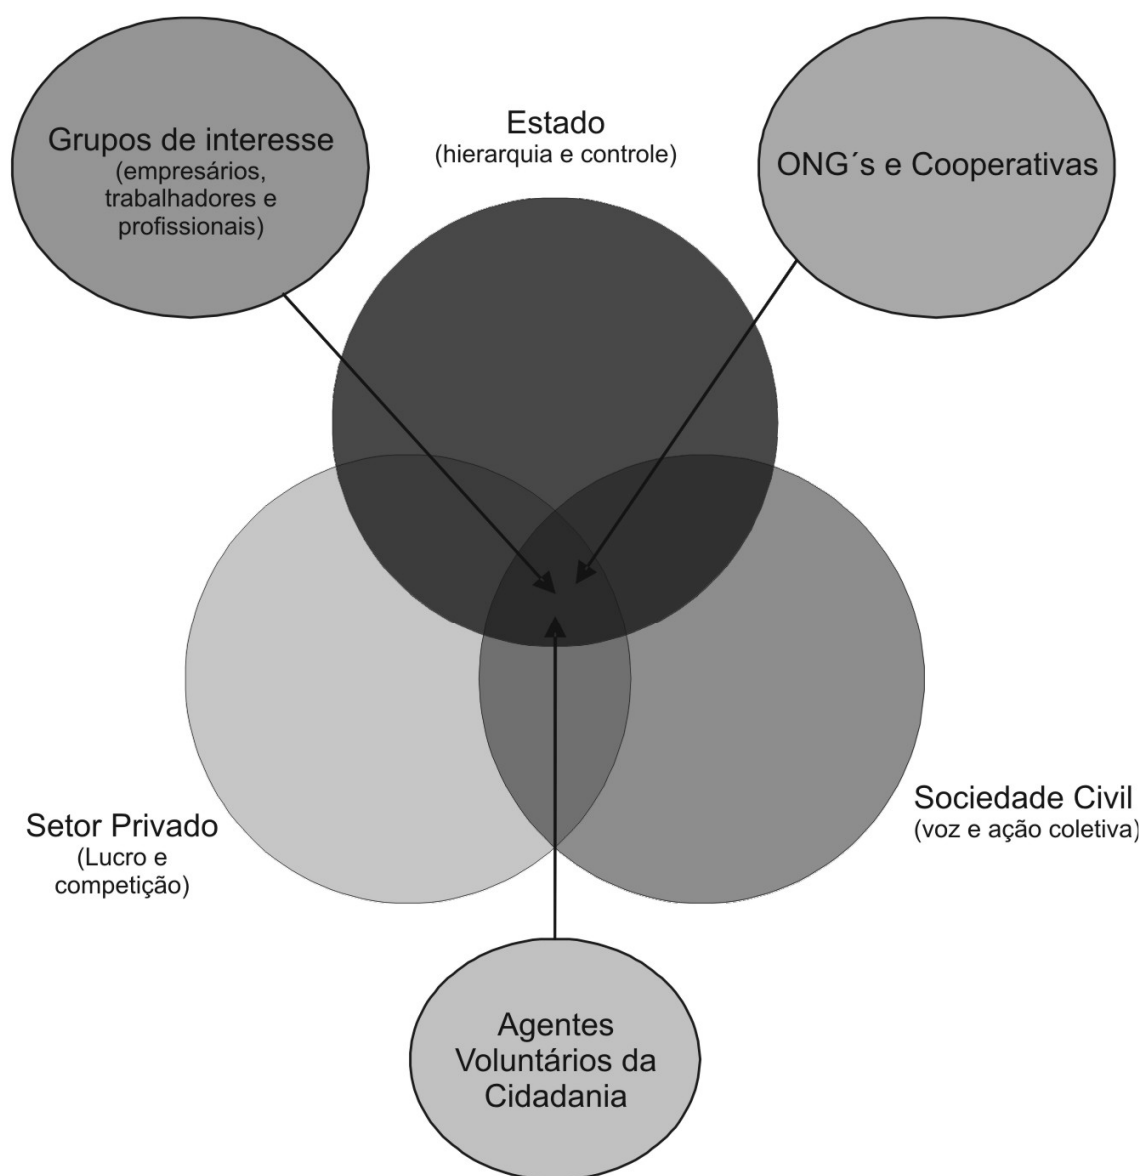 Grupos de interesse
(empresários,
trabalhadores e
profissionais)
Estado
(hierarquia e controle)
ONG´s e Cooperativas
Setor Privado
(Lucro e
competição)
Sociedade Civil
(voz e ação coletiva)
Agentes
Voluntários da
Cidadania